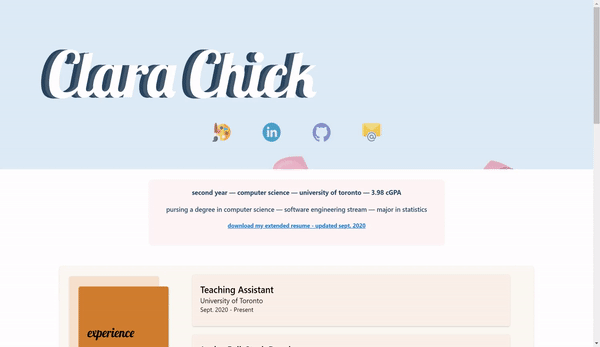 Clara Chick
in
second year — computer science — university of toronto — 3.98 cGPA
pursing a degree in computer science — software engineering stream — major in statistics
download my extended resume - updated sept. 2020
experience
Teaching Assistant
University of Toronto
Sept. 2020 - Present